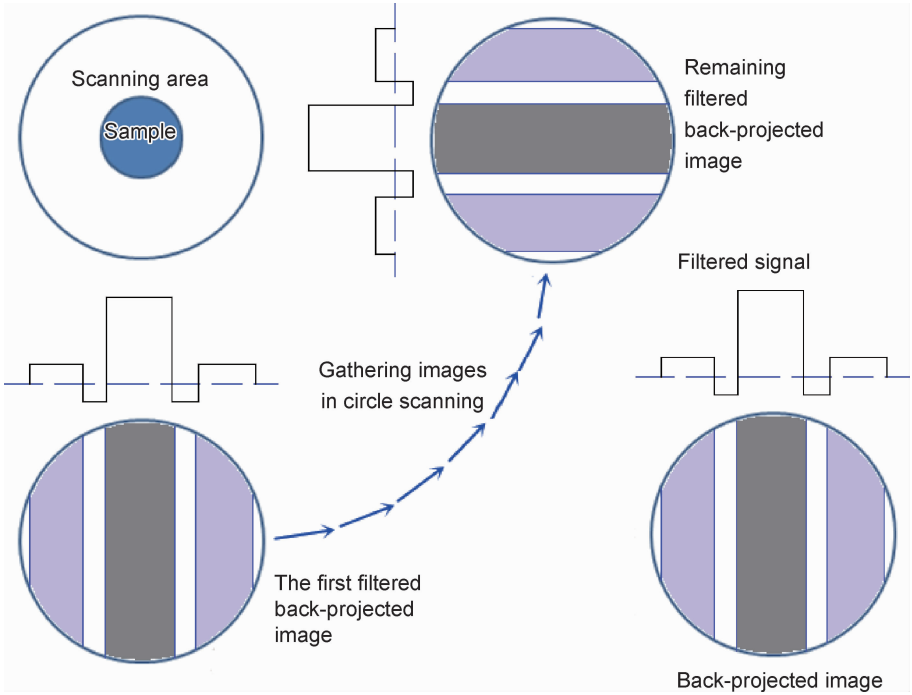 Scanning area
Sample
Remaining
filtered
back-projected
image
Filtered signal
Gathering images
in circle scanning
The first filtered
back-projected
image
Back-projected image